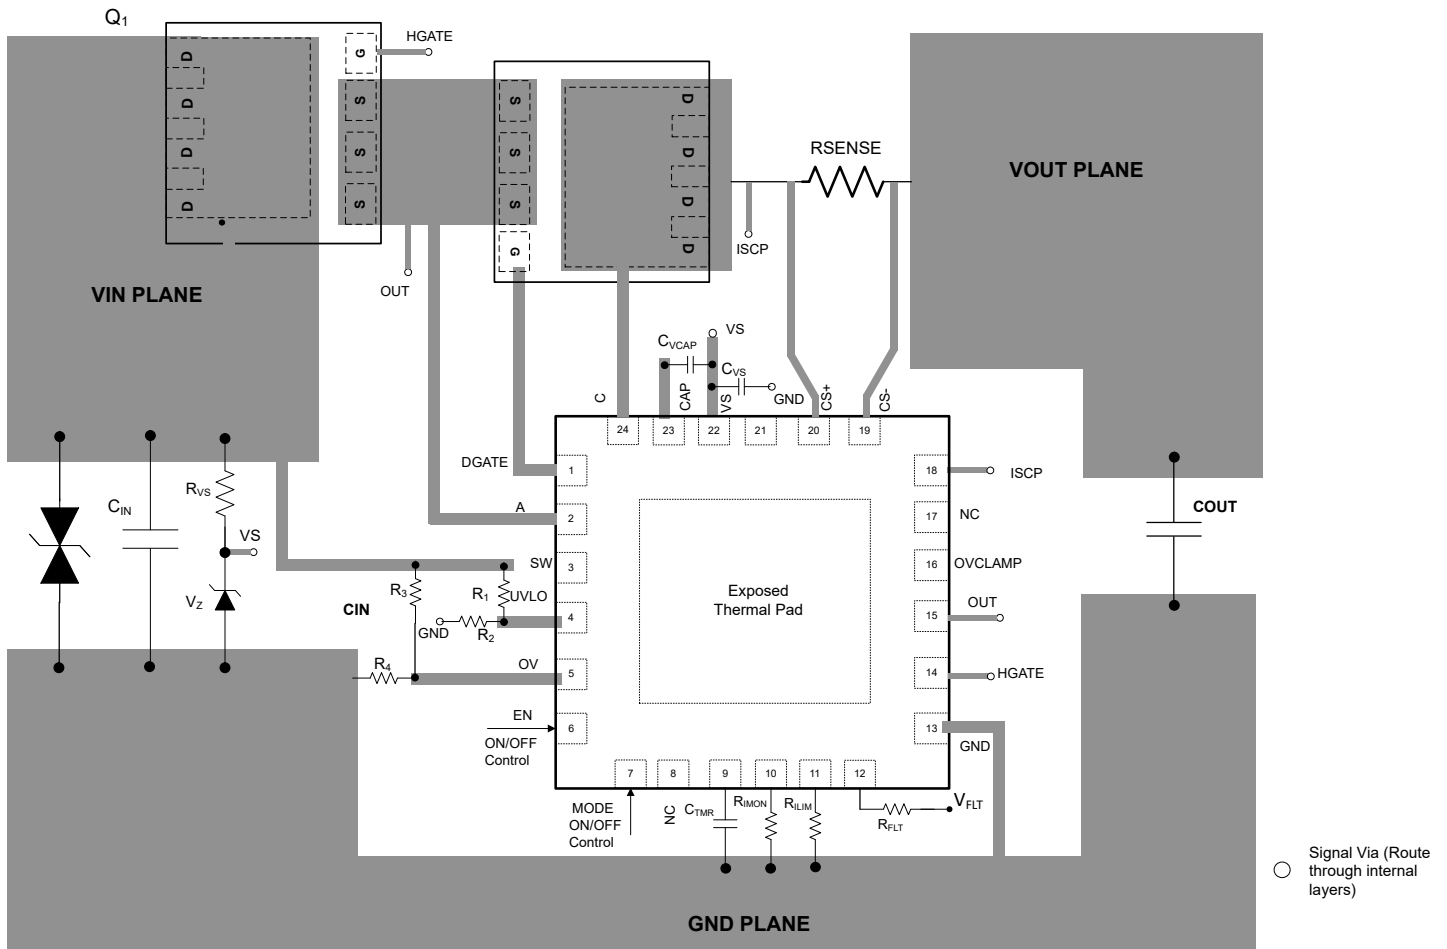 Q1
HGATE
D
D
D
D
G
S
S
S
S
S
S
G
D
D
D
D
RSENSE
VOUT PLANE
ISCP
OUT
VIN PLANE
VS
CVCAP
CVS
GND
C
CAP
VS
CS+
CS-
24
23
22
21
20
19
DGATE
1
18
ISCP
RVS
CIN
A
2
17
NC
COUT
VS
SW
3
16
OVCLAMP
R3
R1
UVLO
Exposed
Thermal Pad
VZ
CIN
GND
R2
4
15
OUT
R4
OV
5
14
HGATE
EN
ON/OFF
Control
6
13
GND
7
8
9
10
11
12
MODE
ON/OFF
Control
NC
CTMR
RIMON
RILIM
RFLT
VFLT
Signal Via (Route
through internal
layers)
GND PLANE